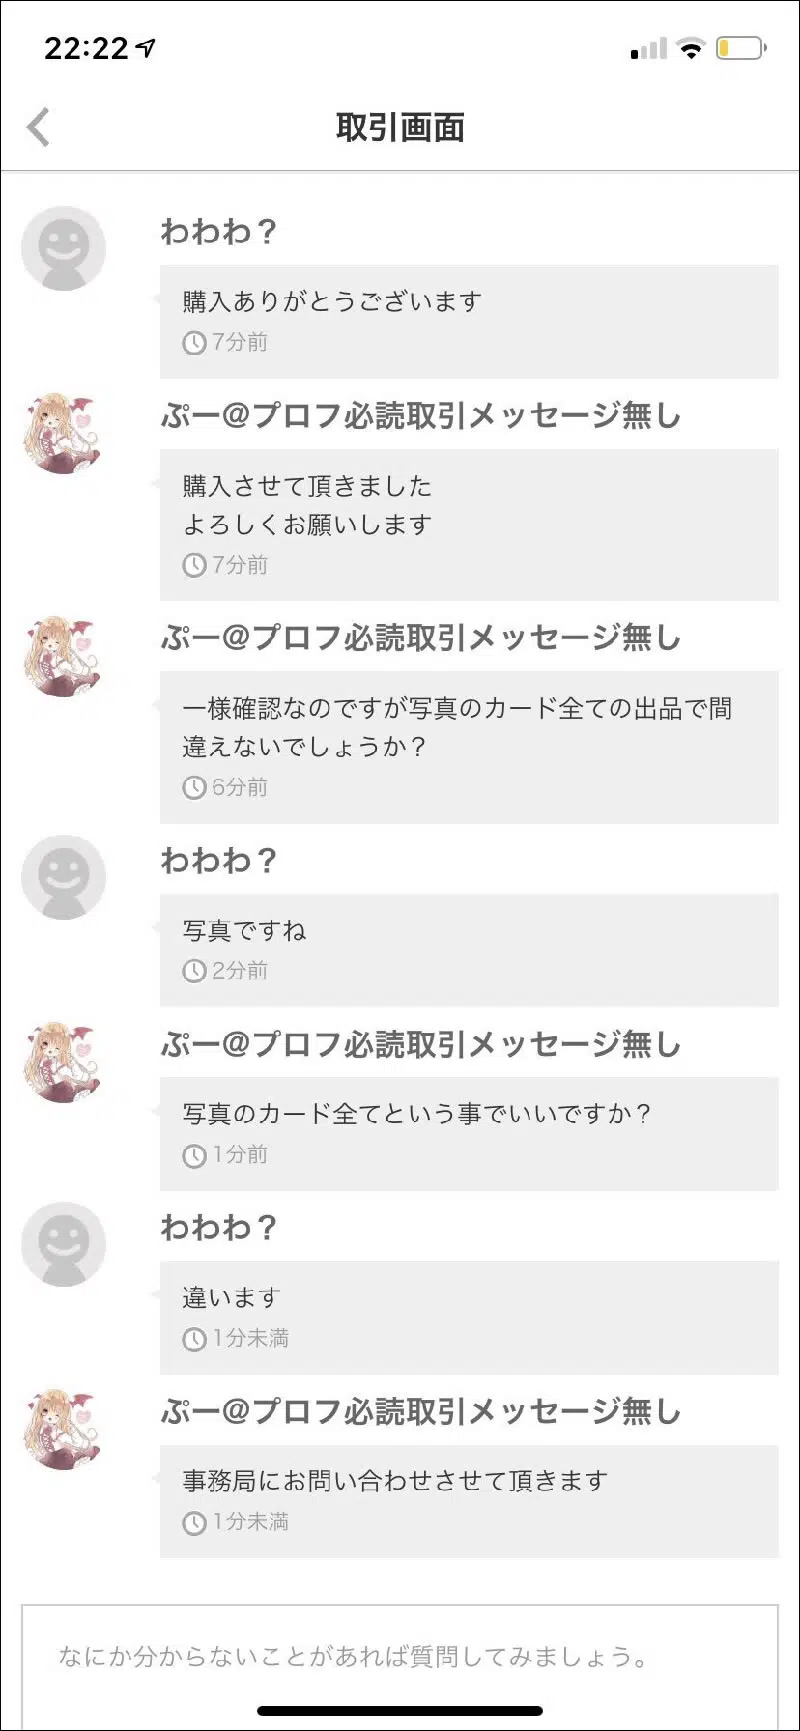 22:22
取引画面
わわわ？
購入ありがとうございます
7分前
ぷー@プロフ必読取引メッセージ無し
購入させて頂きました
よろしくお願いします
7分前
ぷー@プロフ必読取引メッセージ無し
一様確認なのですが写真のカード全ての出品で間
違えないでしょうか？
6分前
わわわ？
写真ですね
2分前
ぷー@プロフ必読取引メッセージ無し
写真のカード全てという事でいいですか？
1分前
わわわ？
違います
1分未満
ぷー@プロフ必読取引メッセージ無し
事務局にお問い合わせさせて頂きます
1分未満
なにか分からないことがあれば質問してみましょう。